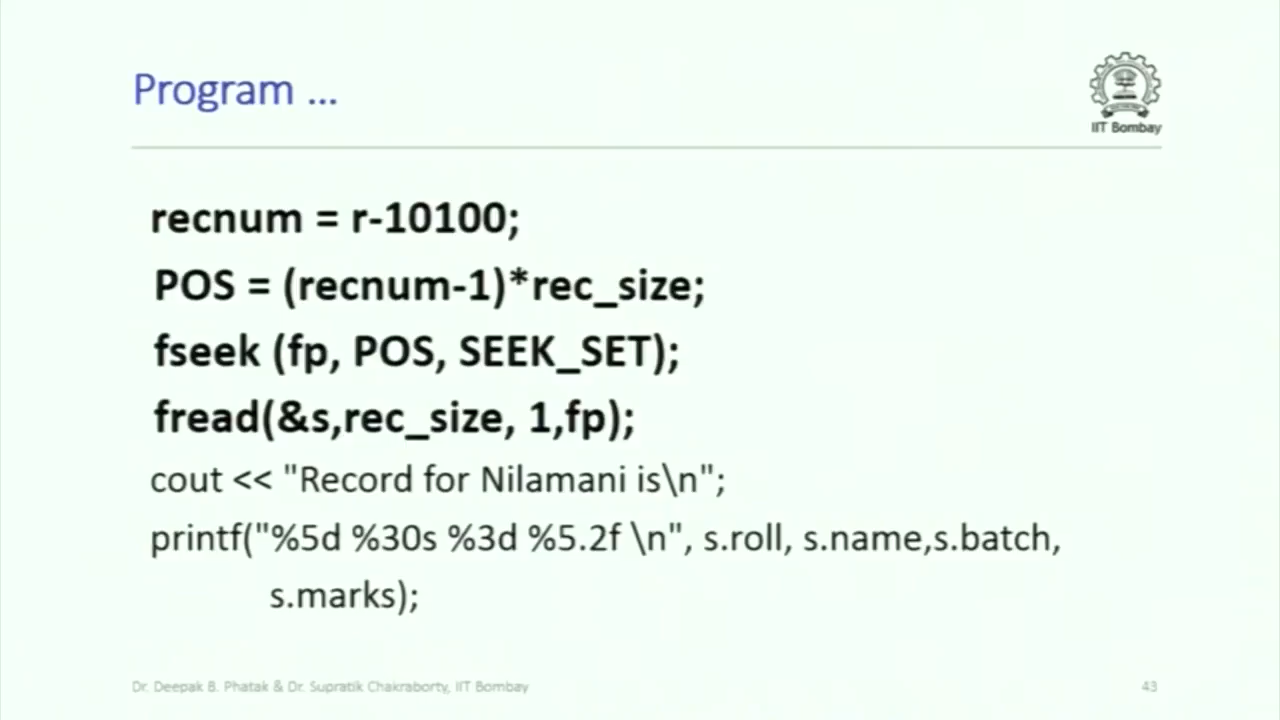 Program ...
IIT Bombay
recnum = r-10100;
POS = (recnum-1)*rec_size;
fseek (fp, POS, SEEK_SET);
fread(&s,rec_size, 1,fp);
cout << "Record for Nilamani is\n";
printf("%5d %30s %3d %5.2f \n", s.roll, s.name,s.batch,
s.marks);
Dr. Deepak B. Phatak & Dr. Supratik Chakraborty, IIT Bombay
43